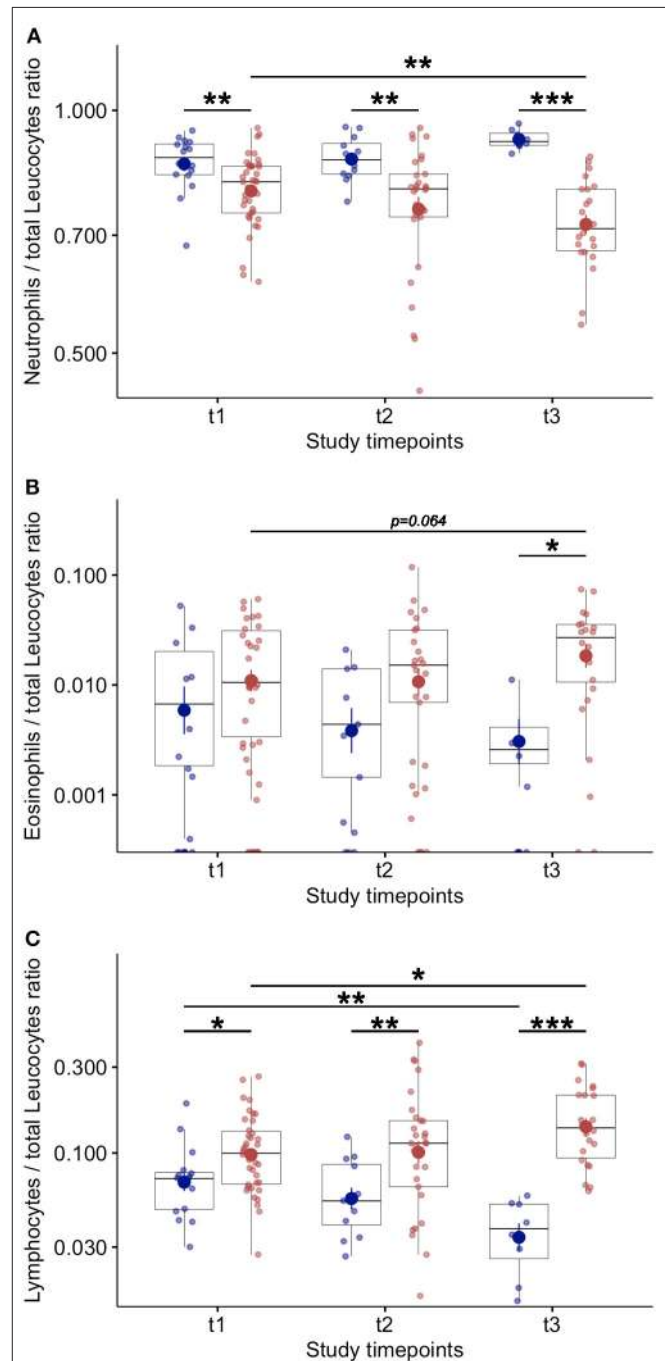 A
Neutrophils / total Leucocytes ratio
**
** ** ***
1.000
0.700
0.500
t1 t2 t3
Study timepoints
B
Eosinophils / total Leucocytes ratio
p=0.064
*
0.100
0.010
0.001
t1 t2 t3
Study timepoints
C
Lymphocytes / total Leucocytes ratio
*
**
* ** ***
0.300
0.100
0.030
t1 t2 t3
Study timepoints